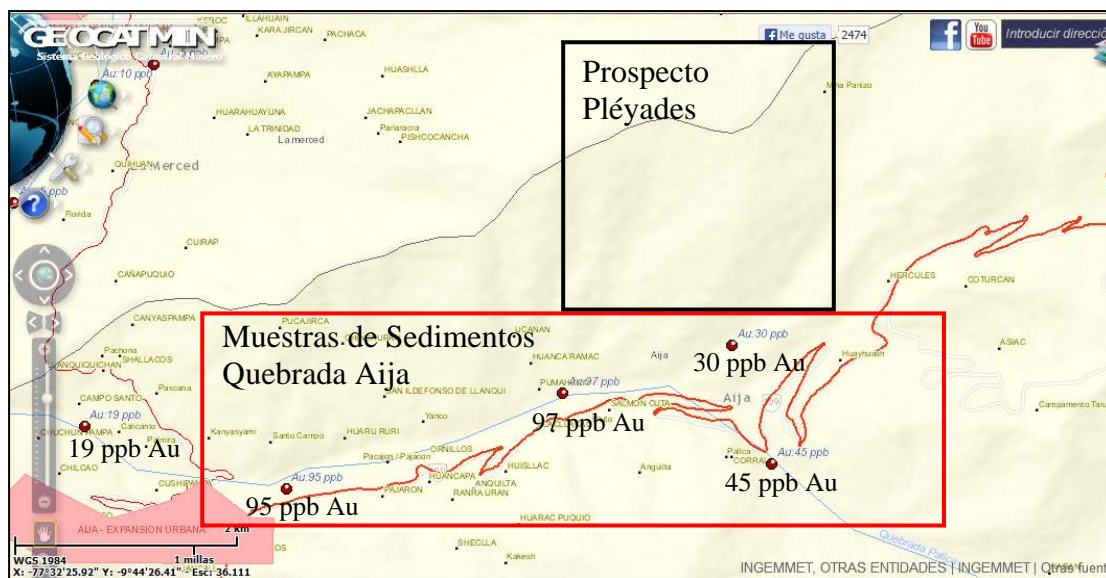 ILLAHUAIN
KEROC
KARAJIRCAN
PACHACA
Me gusta
2474
You
Tube
Introducir direcció
GEOCATMIN
Sistema Geológico Catastral Minero
Au:10 ppb
AYAPAMPA
HUASHLLA
Prospecto
Pléyades
Mina Panizo
HUARAHUAYUNA
JACHAPACLLAN
LA TRINIDAD
Pariaracra
La merced
PISHCOCANCHA
QUIHUAN
La Merced
Florida
CUIRAP
CAÑAPUQUIO
HERCULES
COTURCAN
CANYASPAMPA
PUCAJIRCA
Muestras de Sedimentos
Quebrada Aija
UCANAN
Au:30 ppb
Pachona
SHALLACOS
HUANCA RAMAC
Aija
30 ppb Au
Huayhuash
ASIAC
Pascana
SAN ILDEFONSO DE LLANQUI
Au:97 ppb
CAMPO SANTO
SALMON CUTA
Aija
Campamento Taru
Au:19 ppb
Calicanto
Yanco
97 ppb Au
19 ppb Au
Kanyasyami
Santo Campo
HUARU RURI
ORNILLOS
Palica
CORRAL
Au:45 ppb
CHILCAO
Pacajon /-Pajacon
HUISLLAC
Anguilta
Au:95 ppb
HUANCAPA
ANQUILTA
45 ppb Au
95 ppb Au
PAJARON
RANRA URAN
HUARAC PUQUIO
AIJA - EXPANSION URBANA
2 km
Quebrada Palica
SHECLLA
Kakesh
1 millas
WGS 1984
X: -77°32'25.92" Y: -9°44'26.41" - Esc: 36.111
INGEMMET, OTRAS ENTIDADES | INGEMMET | Otras fuent